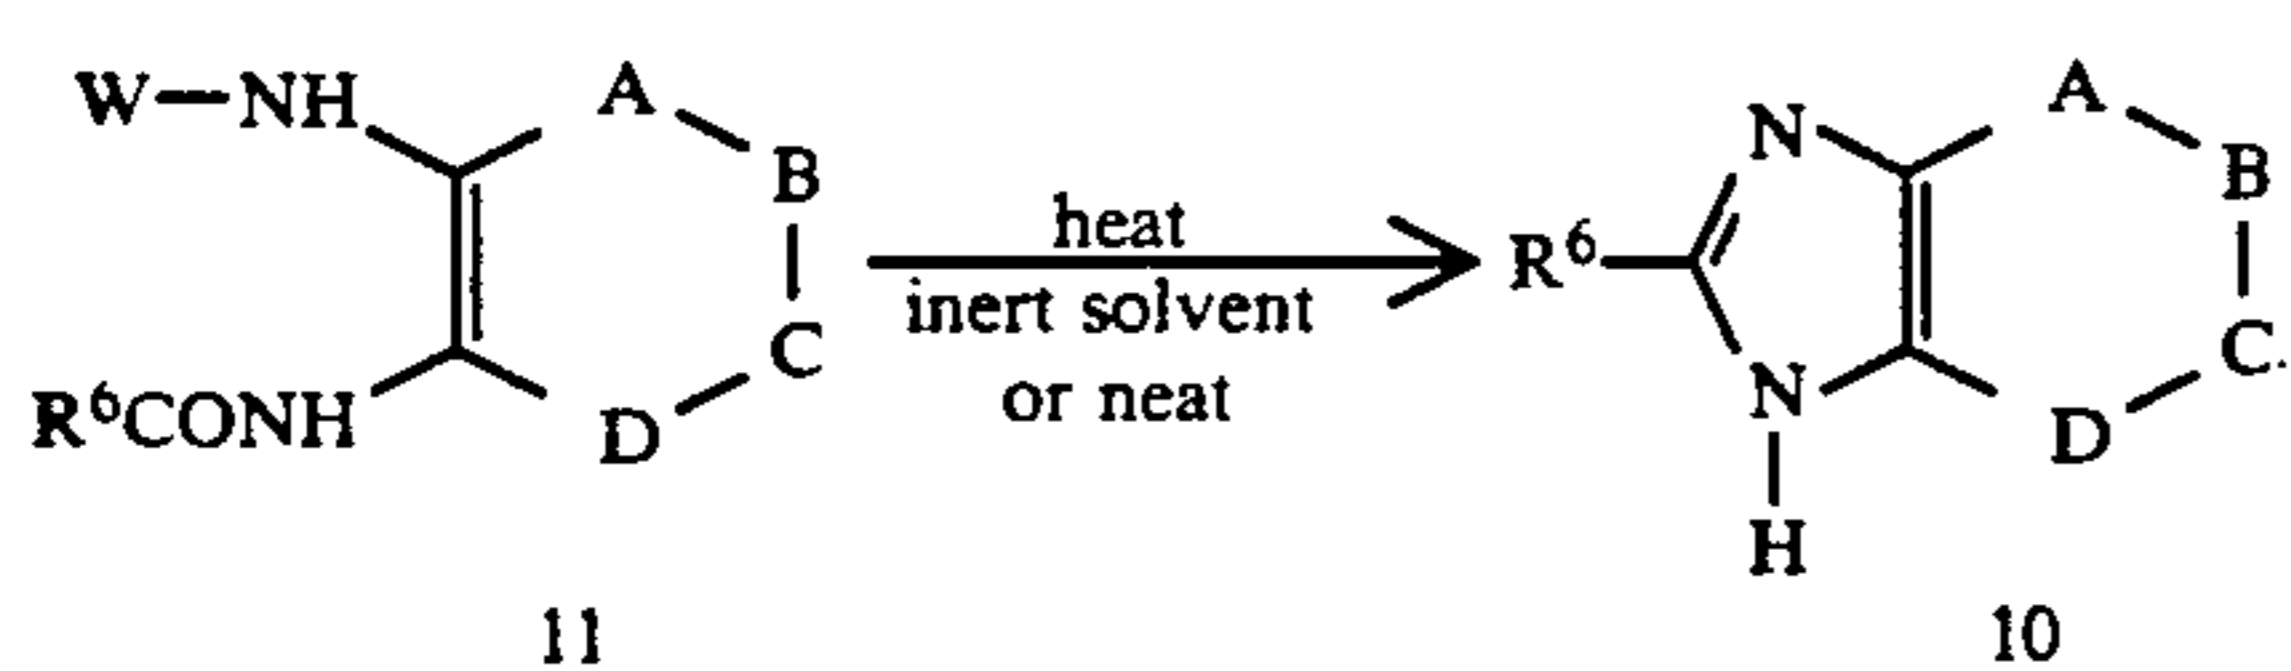 W—NH
A
B
C
D
R⁶CONH
11
heat
inert solvent
or neat
R⁶
N
N
H
A
B
C.
D
10